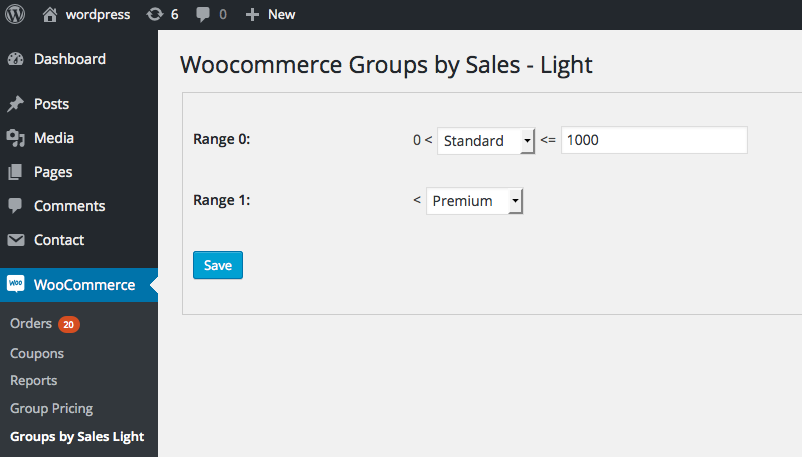 wordpress 6 0 New
Dashboard
Posts
Media
Pages
Comments
Contact
Woo WooCommerce
Orders 20
Coupons
Reports
Group Pricing
Groups by Sales Light
Woocommerce Groups by Sales - Light
Range 0: 0 < Standard <= 1000
Range 1: < Premium
Save